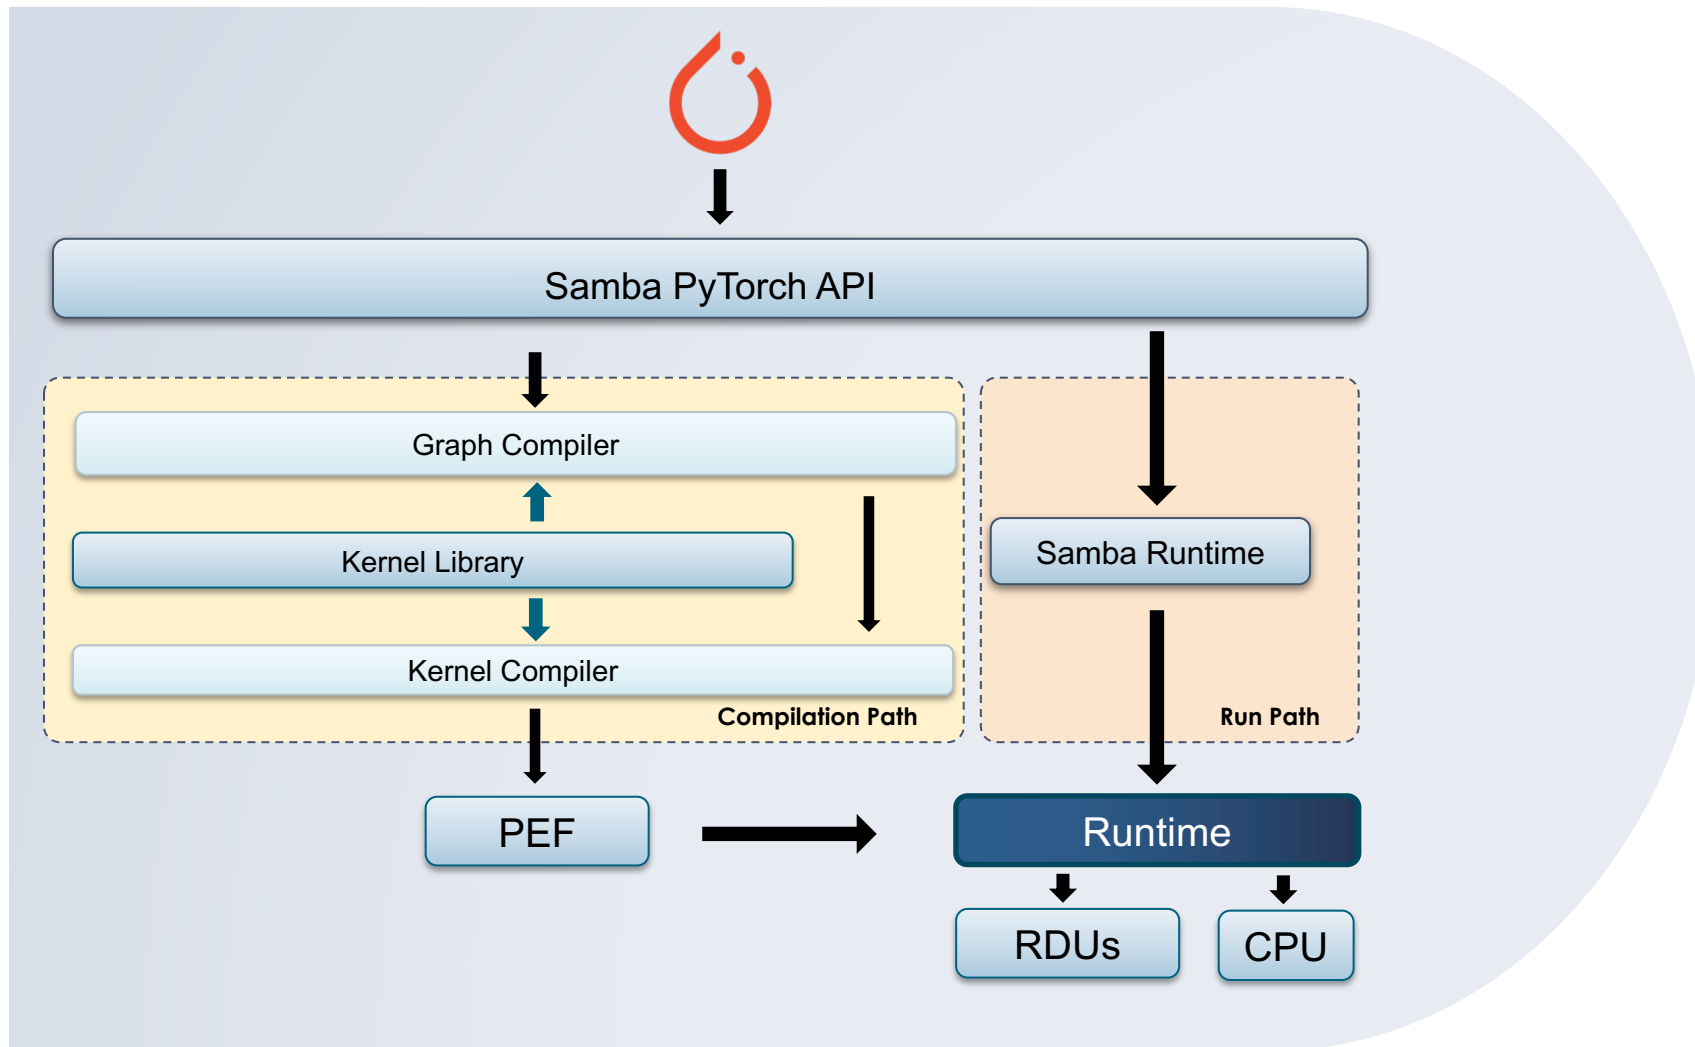 Samba PyTorch API
Graph Compiler
Kernel Library
Kernel Compiler
Compilation Path
Samba Runtime
Run Path
PEF
Runtime
RDUs
CPU